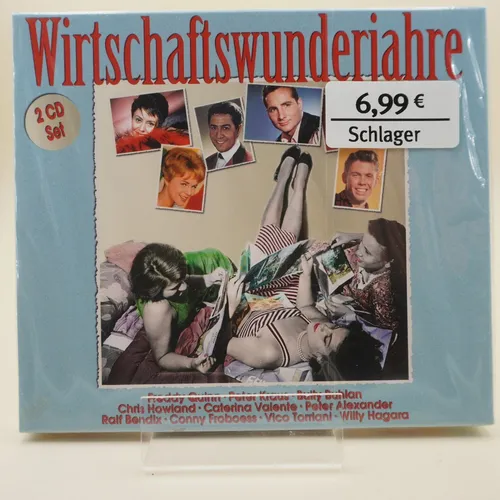 Wirtschaftswunderjahre
2 CD
Set
6,99 €
Schlager
Freddy Quinn · Peter Kraus · Bully Buhlan
Chris Howland · Caterina Valente · Peter Alexander
Ralf Bendix · Conny Froboess · Vico Torriani · Willy Hagara